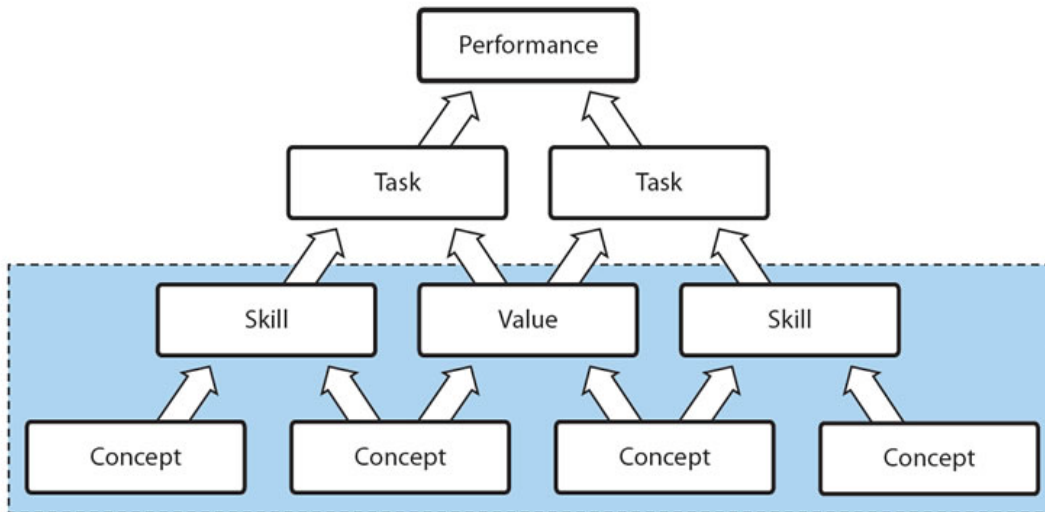 Performance
Task
Task
Skill
Value
Skill
Concept
Concept
Concept
Concept